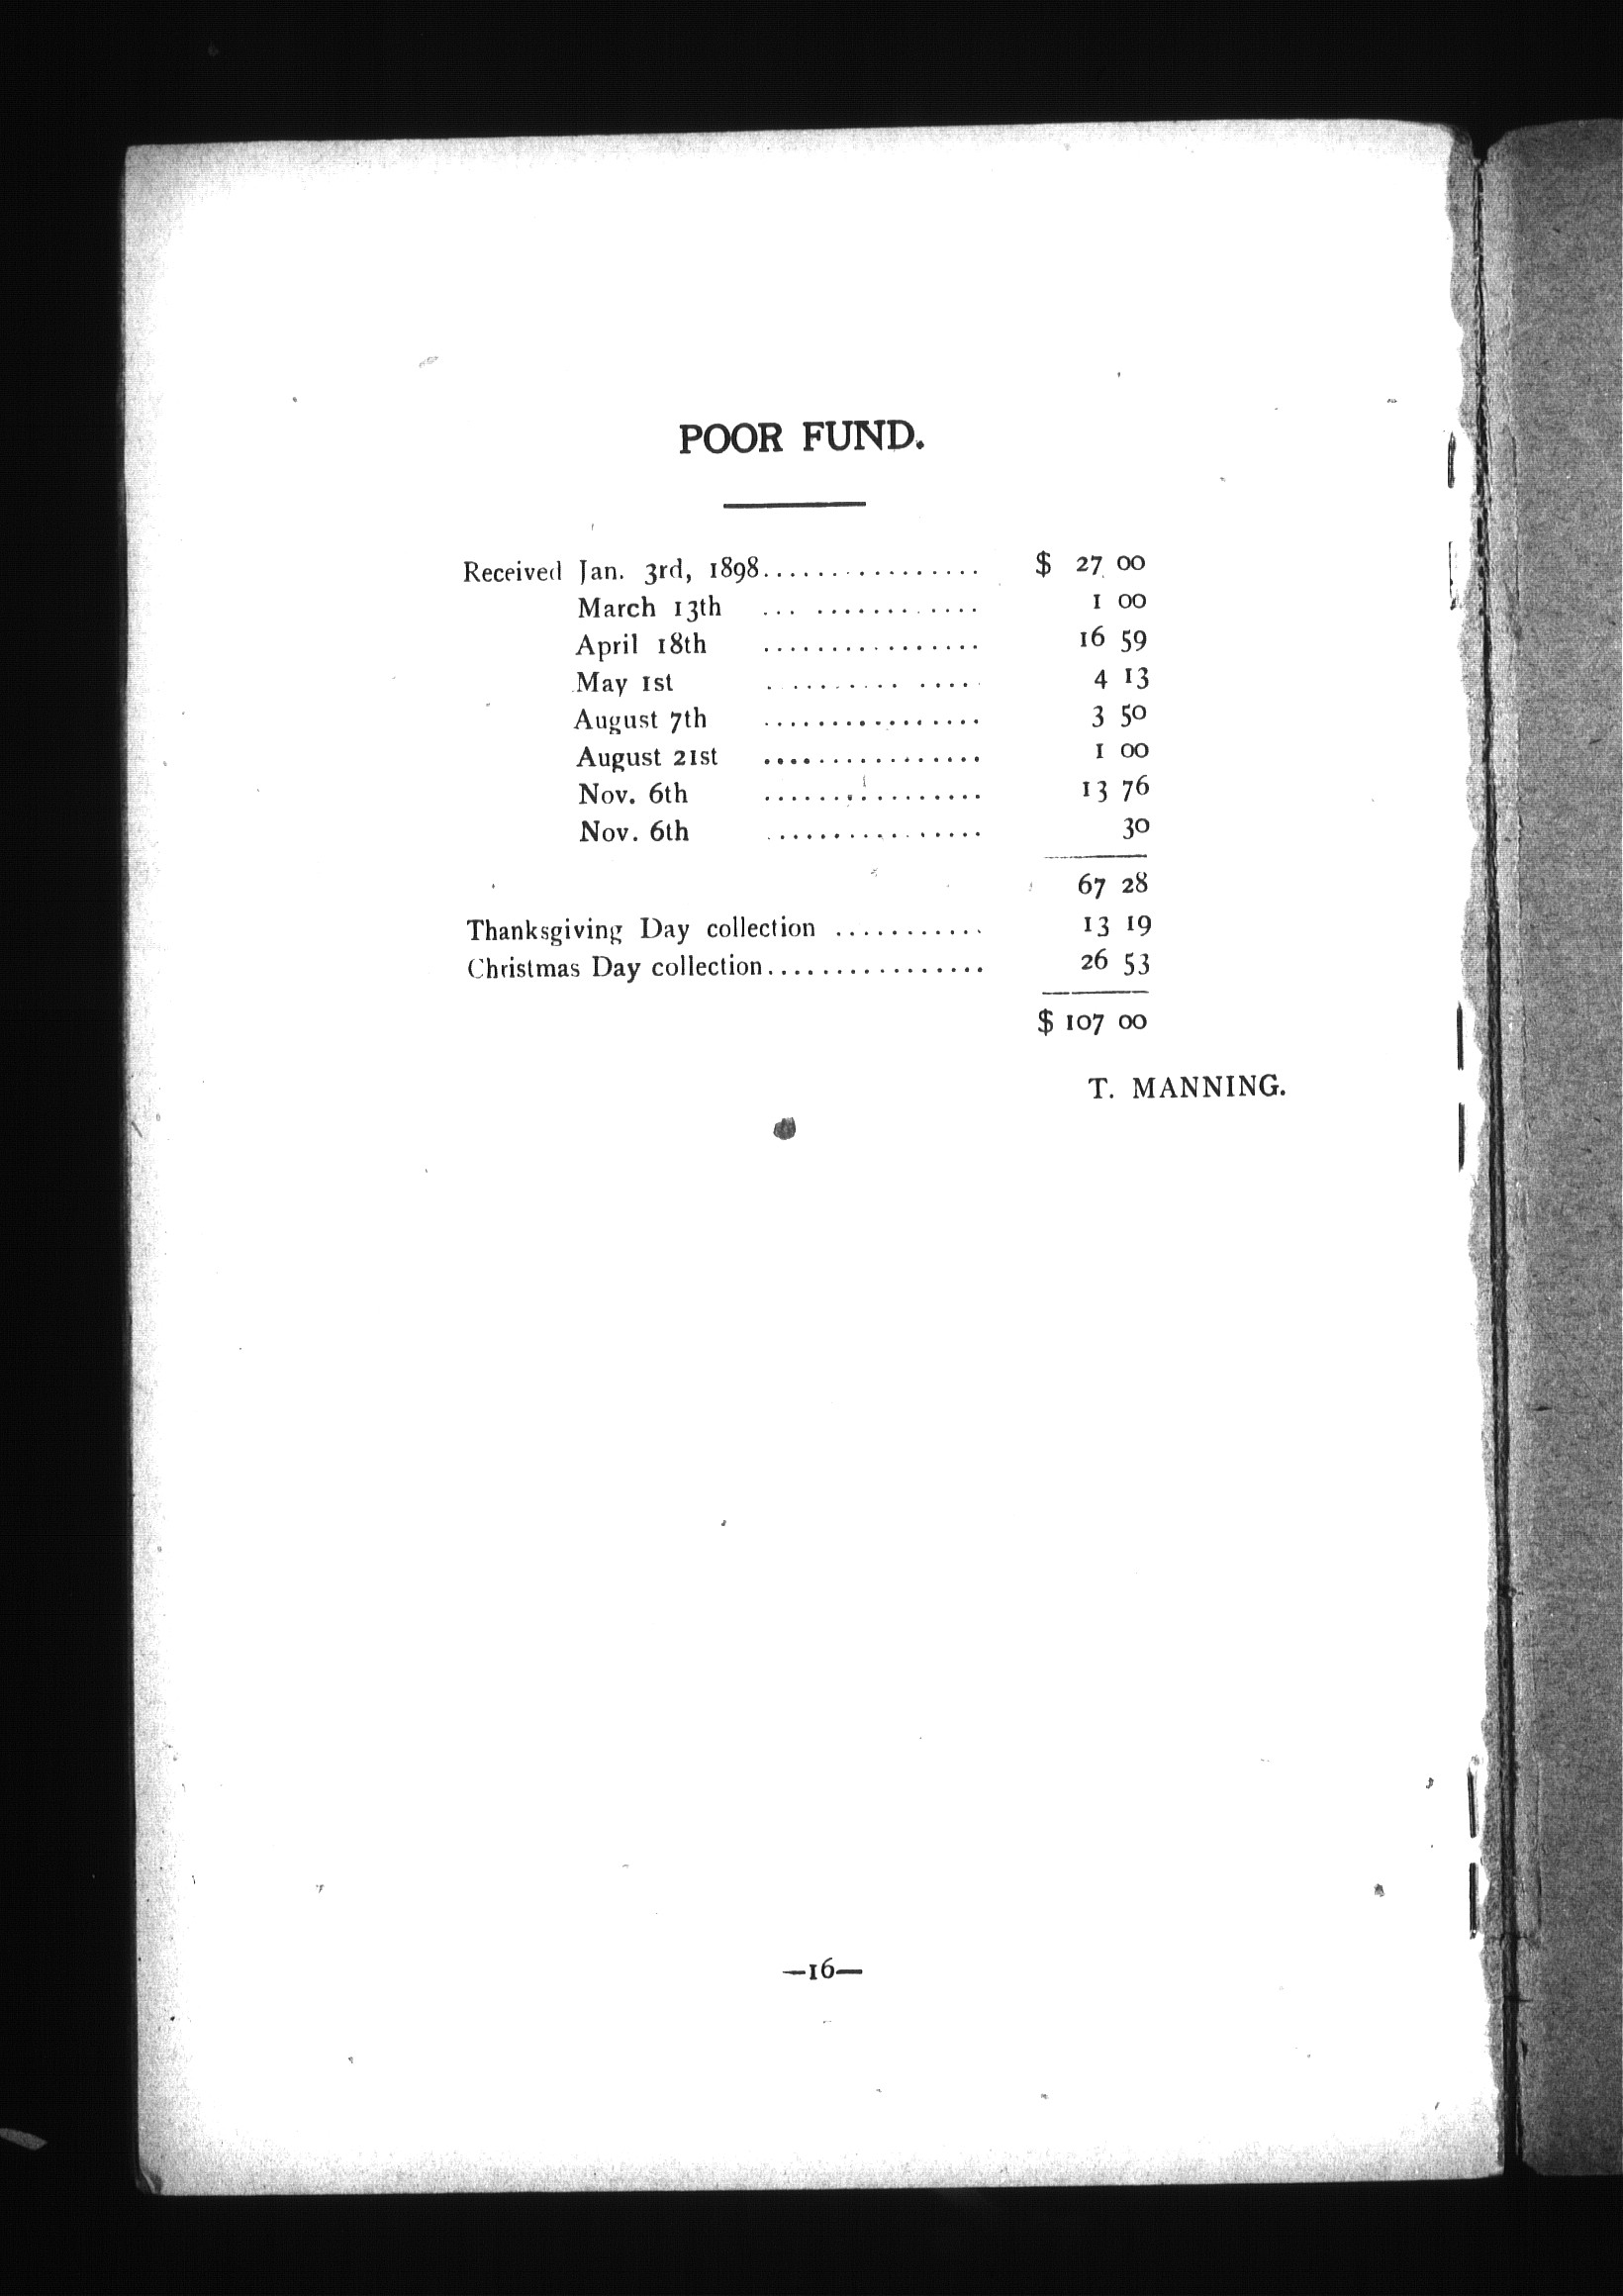 POOR FUND.
Received Jan. 3rd, 1898................ $ 27 00
March 13th ... ............ 1 00
April 18th ................ 16 59
May 1st ................ 4 13
August 7th ................ 3 50
August 21st ................ 1 00
Nov. 6th ................ 13 76
Nov. 6th ................ 30
67 28
Thanksgiving Day collection ........... 13 19
Christmas Day collection................ 26 53
$ 107 00
T. MANNING.
—16—